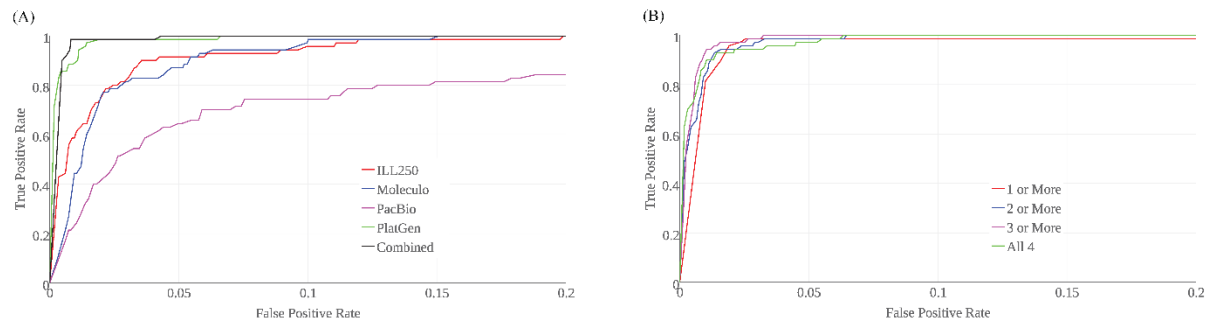 (A)
1
0.8
0.6
0.4
0.2
0
True Positive Rate
0
0.05
0.1
0.15
0.2
False Positive Rate
ILL250
Moleculo
PacBio
PlatGen
Combined
(B)
1
0.8
0.6
0.4
0.2
0
True Positive Rate
0
0.05
0.1
0.15
0.2
False Positive Rate
1 or More
2 or More
3 or More
All 4